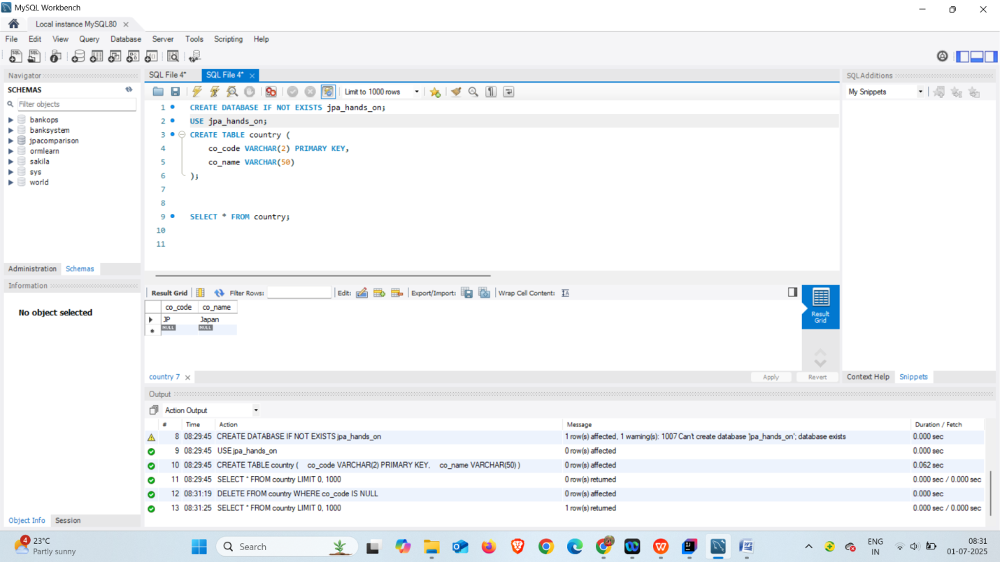 MySQL Workbench
Local instance MySQL80
File Edit View Query Database Server Tools Scripting Help
Navigator
SCHEMAS
Filter objects
bankops
banksystem
jpacomparison
ormlearn
sakila
sys
world
Administration Schemas
Information
No object selected
Object Info Session
SQL File 4* SQL File 4*
Limit to 1000 rows
1 CREATE DATABASE IF NOT EXISTS jpa_hands_on;
2 USE jpa_hands_on;
3 CREATE TABLE country (
4 co_code VARCHAR(2) PRIMARY KEY,
5 co_name VARCHAR(50)
6 );
7
8
9 SELECT * FROM country;
10
11
Result Grid Filter Rows: Edit: Export/Import: Wrap Cell Content:
co_code co_name
JP Japan
NULL NULL
Result Grid
country 7 Apply Revert
SQLAdditions
My Snippets
Context Help Snippets
Output
Action Output
# Time Action Message Duration / Fetch
8 08:29:45 CREATE DATABASE IF NOT EXISTS jpa_hands_on 1 row(s) affected, 1 warning(s): 1007 Can't create database 'jpa_hands_on'; database exists 0.000 sec
9 08:29:45 USE jpa_hands_on 0 row(s) affected 0.000 sec
10 08:29:45 CREATE TABLE country ( co_code VARCHAR(2) PRIMARY KEY, co_name VARCHAR(50) ) 0 row(s) affected 0.062 sec
11 08:29:45 SELECT * FROM country LIMIT 0, 1000 0 row(s) returned 0.000 sec / 0.000 sec
12 08:31:19 DELETE FROM country WHERE co_code IS NULL 0 row(s) affected 0.000 sec
13 08:31:25 SELECT * FROM country LIMIT 0, 1000 1 row(s) returned 0.000 sec / 0.000 sec
4
23°C
Partly sunny
Search
ENG
IN
08:31
01-07-2025